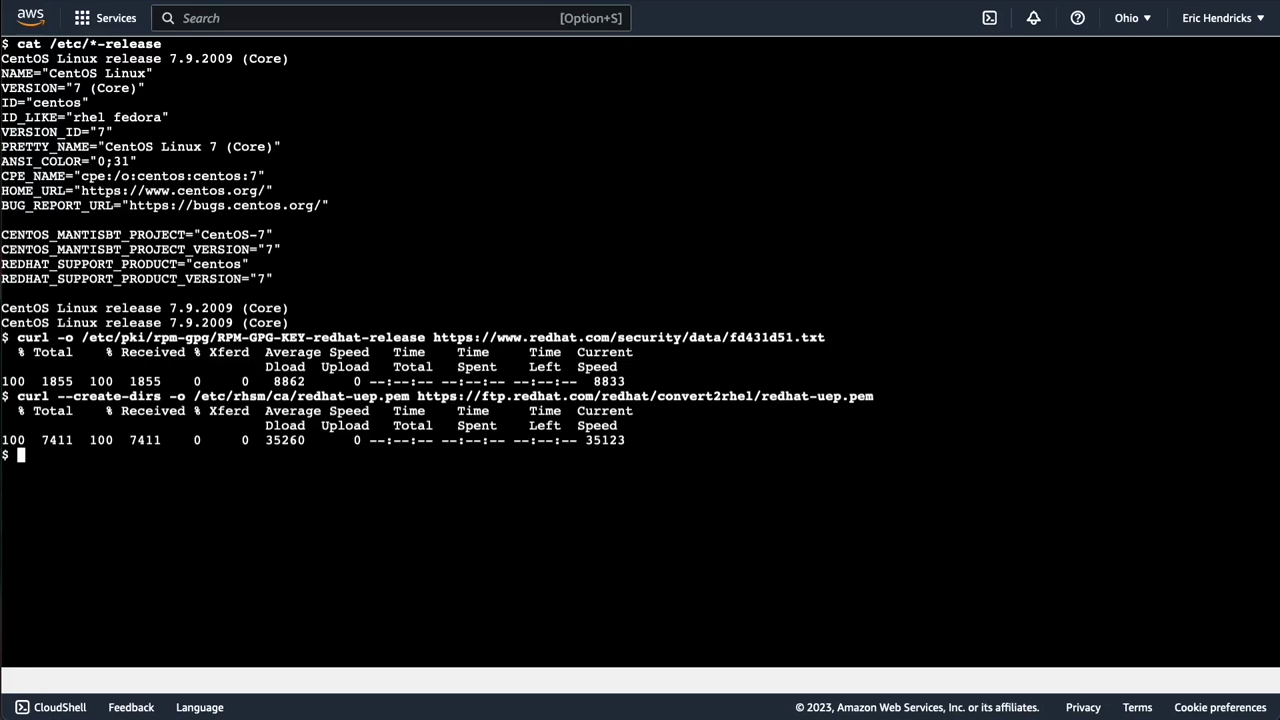 aws Services Search [Option+S] Ohio Eric Hendricks
$ cat /etc/*-release
CentOS Linux release 7.9.2009 (Core)
NAME="CentOS Linux"
VERSION="7 (Core)"
ID="centos"
ID_LIKE="rhel fedora"
VERSION_ID="7"
PRETTY_NAME="CentOS Linux 7 (Core)"
ANSI_COLOR="0;31"
CPE_NAME="cpe:/o:centos:centos:7"
HOME_URL="https://www.centos.org/"
BUG_REPORT_URL="https://bugs.centos.org/"
CENTOS_MANTISBT_PROJECT="CentOS-7"
CENTOS_MANTISBT_PROJECT_VERSION="7"
REDHAT_SUPPORT_PRODUCT="centos"
REDHAT_SUPPORT_PRODUCT_VERSION="7"
CentOS Linux release 7.9.2009 (Core)
CentOS Linux release 7.9.2009 (Core)
$ curl -o /etc/pki/rpm-gpg/RPM-GPG-KEY-redhat-release https://www.redhat.com/security/data/fd431d51.txt
% Total % Received % Xferd Average Speed Time Time Time Current
Dload Upload Total Spent Left Speed
100 1855 100 1855 0 0 8862 0 --:--:-- --:--:-- --:--:-- 8833
$ curl --create-dirs -o /etc/rhsm/ca/redhat-uep.pem https://ftp.redhat.com/redhat/convert2rhel/redhat-uep.pem
% Total % Received % Xferd Average Speed Time Time Time Current
Dload Upload Total Spent Left Speed
100 7411 100 7411 0 0 35260 0 --:--:-- --:--:-- --:--:-- 35123
$
CloudShell Feedback Language © 2023, Amazon Web Services, Inc. or its affiliates. Privacy Terms Cookie preferences